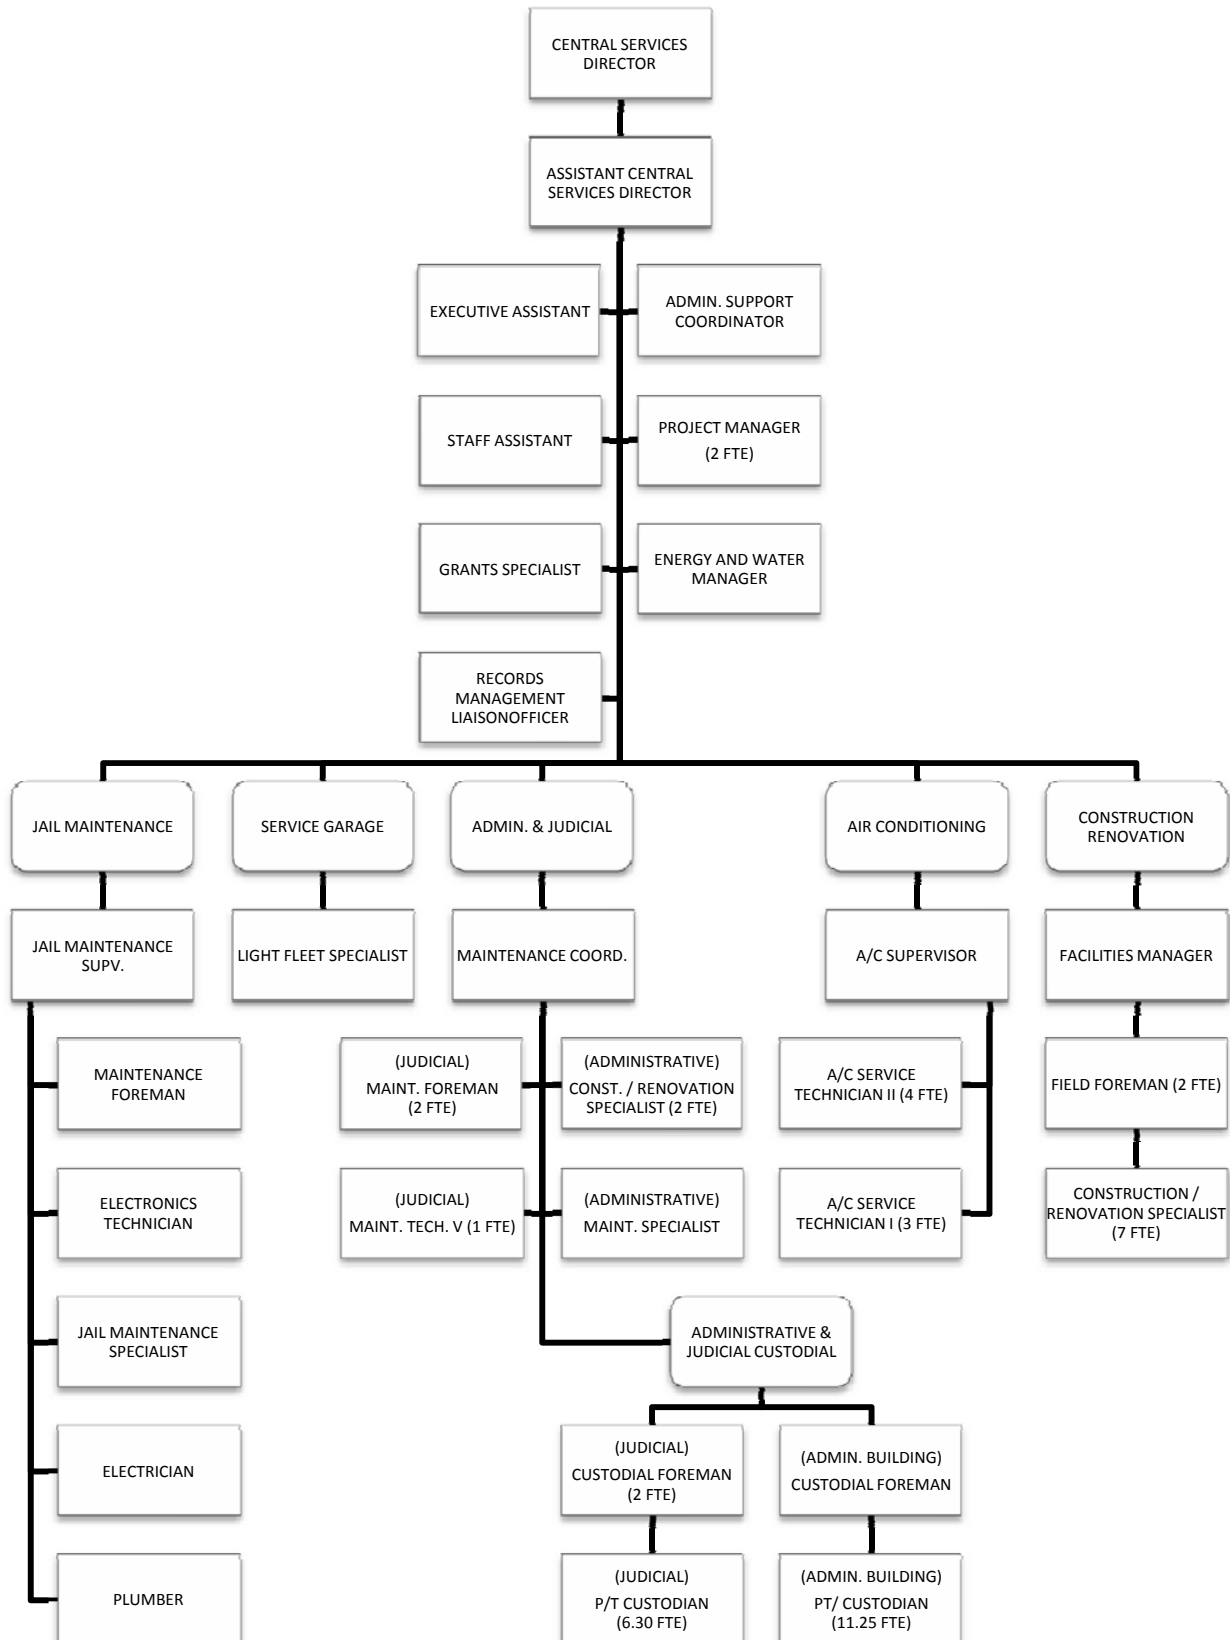 CENTRAL SERVICES
DIRECTOR
ASSISTANT CENTRAL
SERVICES DIRECTOR
EXECUTIVE ASSISTANT
ADMIN. SUPPORT
COORDINATOR
STAFF ASSISTANT
PROJECT MANAGER
(2 FTE)
GRANTS SPECIALIST
ENERGY AND WATER
MANAGER
RECORDS
MANAGEMENT
LIAISONOFFICER
JAIL MAINTENANCE
SERVICE GARAGE
ADMIN. & JUDICIAL
AIR CONDITIONING
CONSTRUCTION
RENOVATION
JAIL MAINTENANCE
SUPV.
LIGHT FLEET SPECIALIST
MAINTENANCE COORD.
A/C SUPERVISOR
FACILITIES MANAGER
MAINTENANCE
FOREMAN
(JUDICIAL)
MAINT. FOREMAN
(2 FTE)
(ADMINISTRATIVE)
CONST. / RENOVATION
SPECIALIST (2 FTE)
A/C SERVICE
TECHNICIAN II (4 FTE)
FIELD FOREMAN (2 FTE)
ELECTRONICS
TECHNICIAN
(JUDICIAL)
MAINT. TECH. V (1 FTE)
(ADMINISTRATIVE)
MAINT. SPECIALIST
A/C SERVICE
TECHNICIAN I (3 FTE)
CONSTRUCTION /
RENOVATION SPECIALIST
(7 FTE)
JAIL MAINTENANCE
SPECIALIST
ADMINISTRATIVE &
JUDICIAL CUSTODIAL
ELECTRICIAN
(JUDICIAL)
CUSTODIAL FOREMAN
(2 FTE)
(ADMIN. BUILDING)
CUSTODIAL FOREMAN
PLUMBER
(JUDICIAL)
P/T CUSTODIAN
(6.30 FTE)
(ADMIN. BUILDING)
PT/ CUSTODIAN
(11.25 FTE)